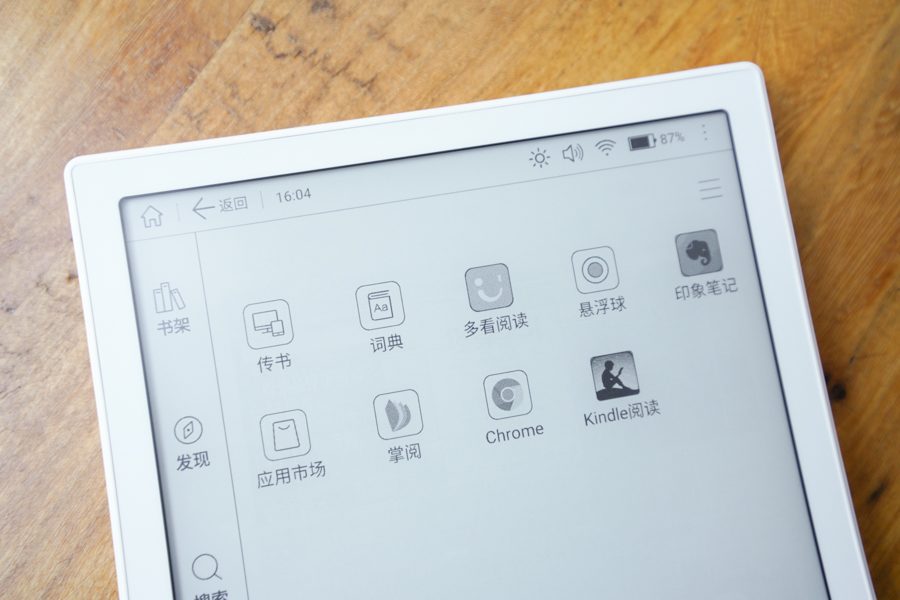 返回 16:04 87%
书架
发现
搜索
传书
Aa
词典
多看阅读
悬浮球
印象笔记
应用市场
掌阅
Chrome
Kindle阅读